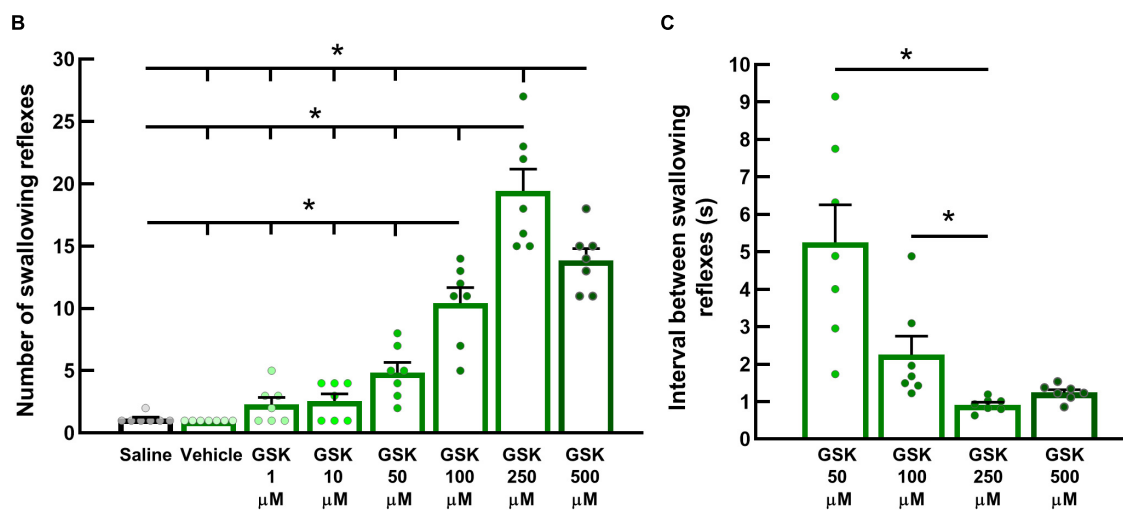 B
Number of swallowing reflexes
30
25
20
15
10
5
0
*
*
*
Saline
Vehicle
GSK
1
μM
GSK
10
μM
GSK
50
μM
GSK
100
μM
GSK
250
μM
GSK
500
μM
C
Interval between swallowing
reflexes (s)
10
9
8
7
6
5
4
3
2
1
0
*
*
GSK
50
μM
GSK
100
μM
GSK
250
μM
GSK
500
μM